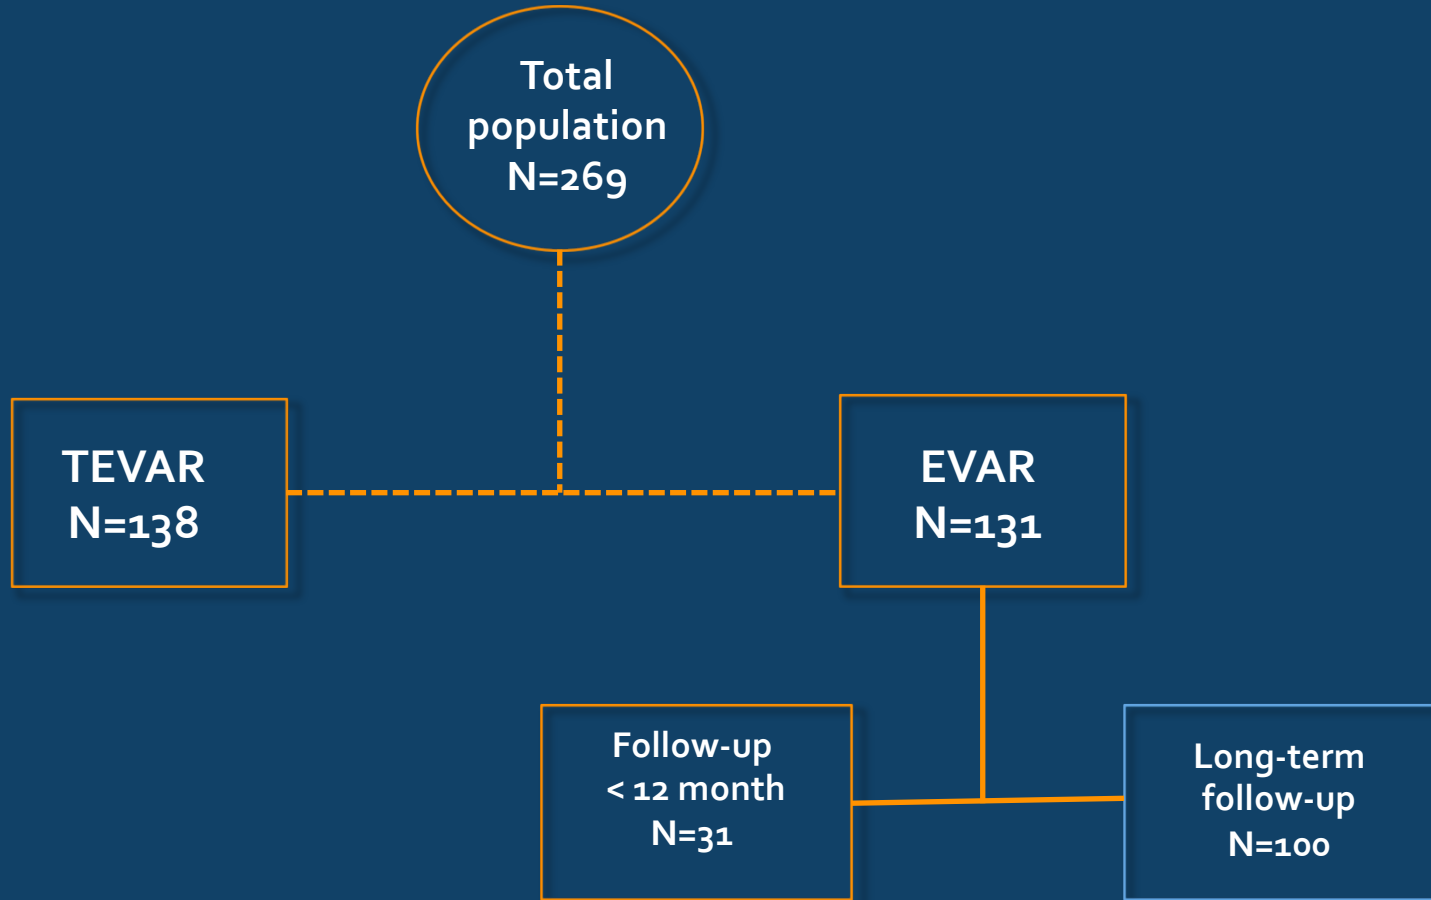 Total
population
N=269
TEVAR
N=138
EVAR
N=131
Follow-up
< 12 month
N=31
Long-term
follow-up
N=100